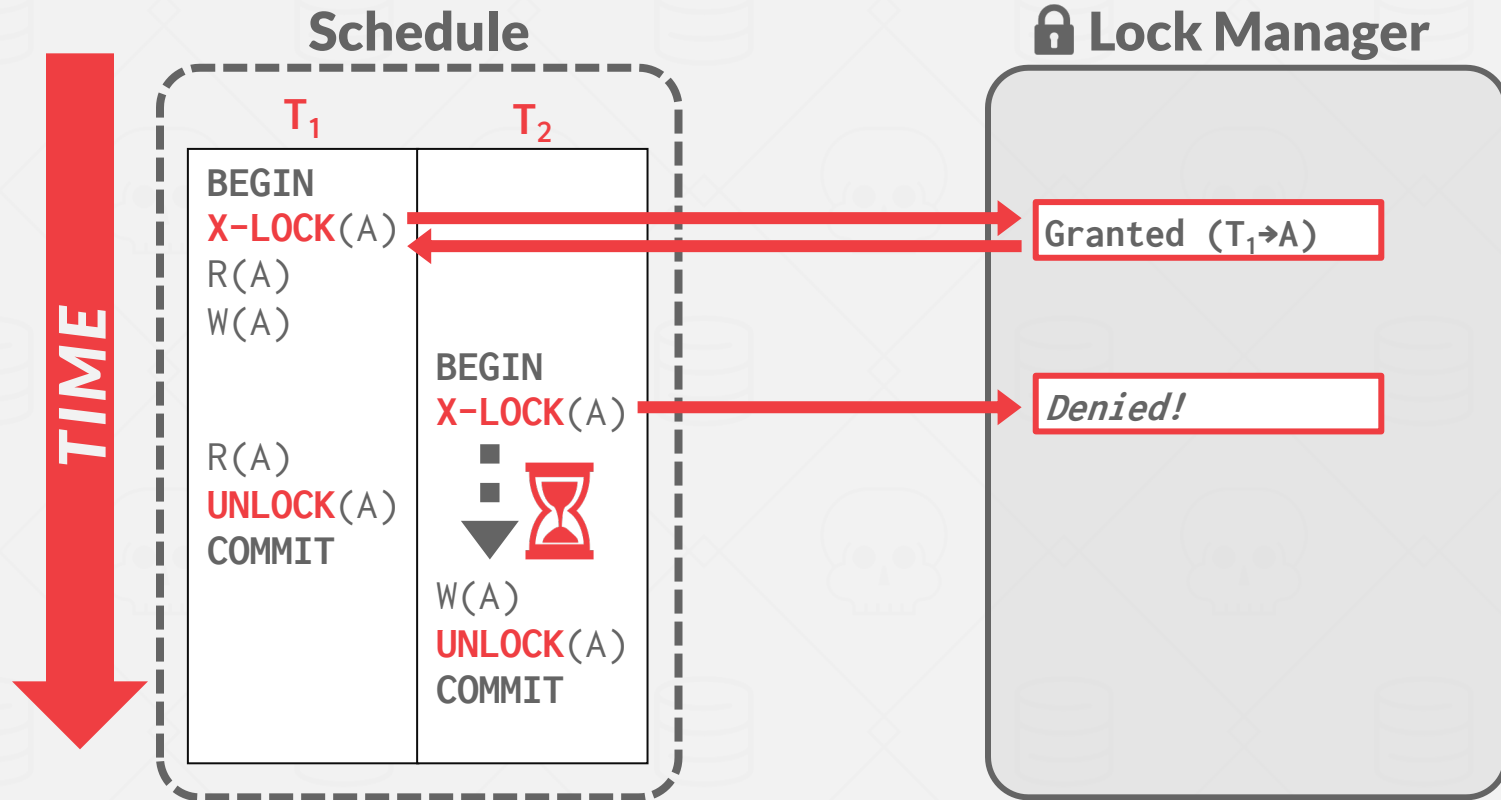 Schedule
Lock Manager
TIME
T₁
T₂
BEGIN
X-LOCK(A)
R(A)
W(A)
BEGIN
X-LOCK(A)
R(A)
UNLOCK(A)
COMMIT
W(A)
UNLOCK(A)
COMMIT
Granted (T₁→A)
Denied!